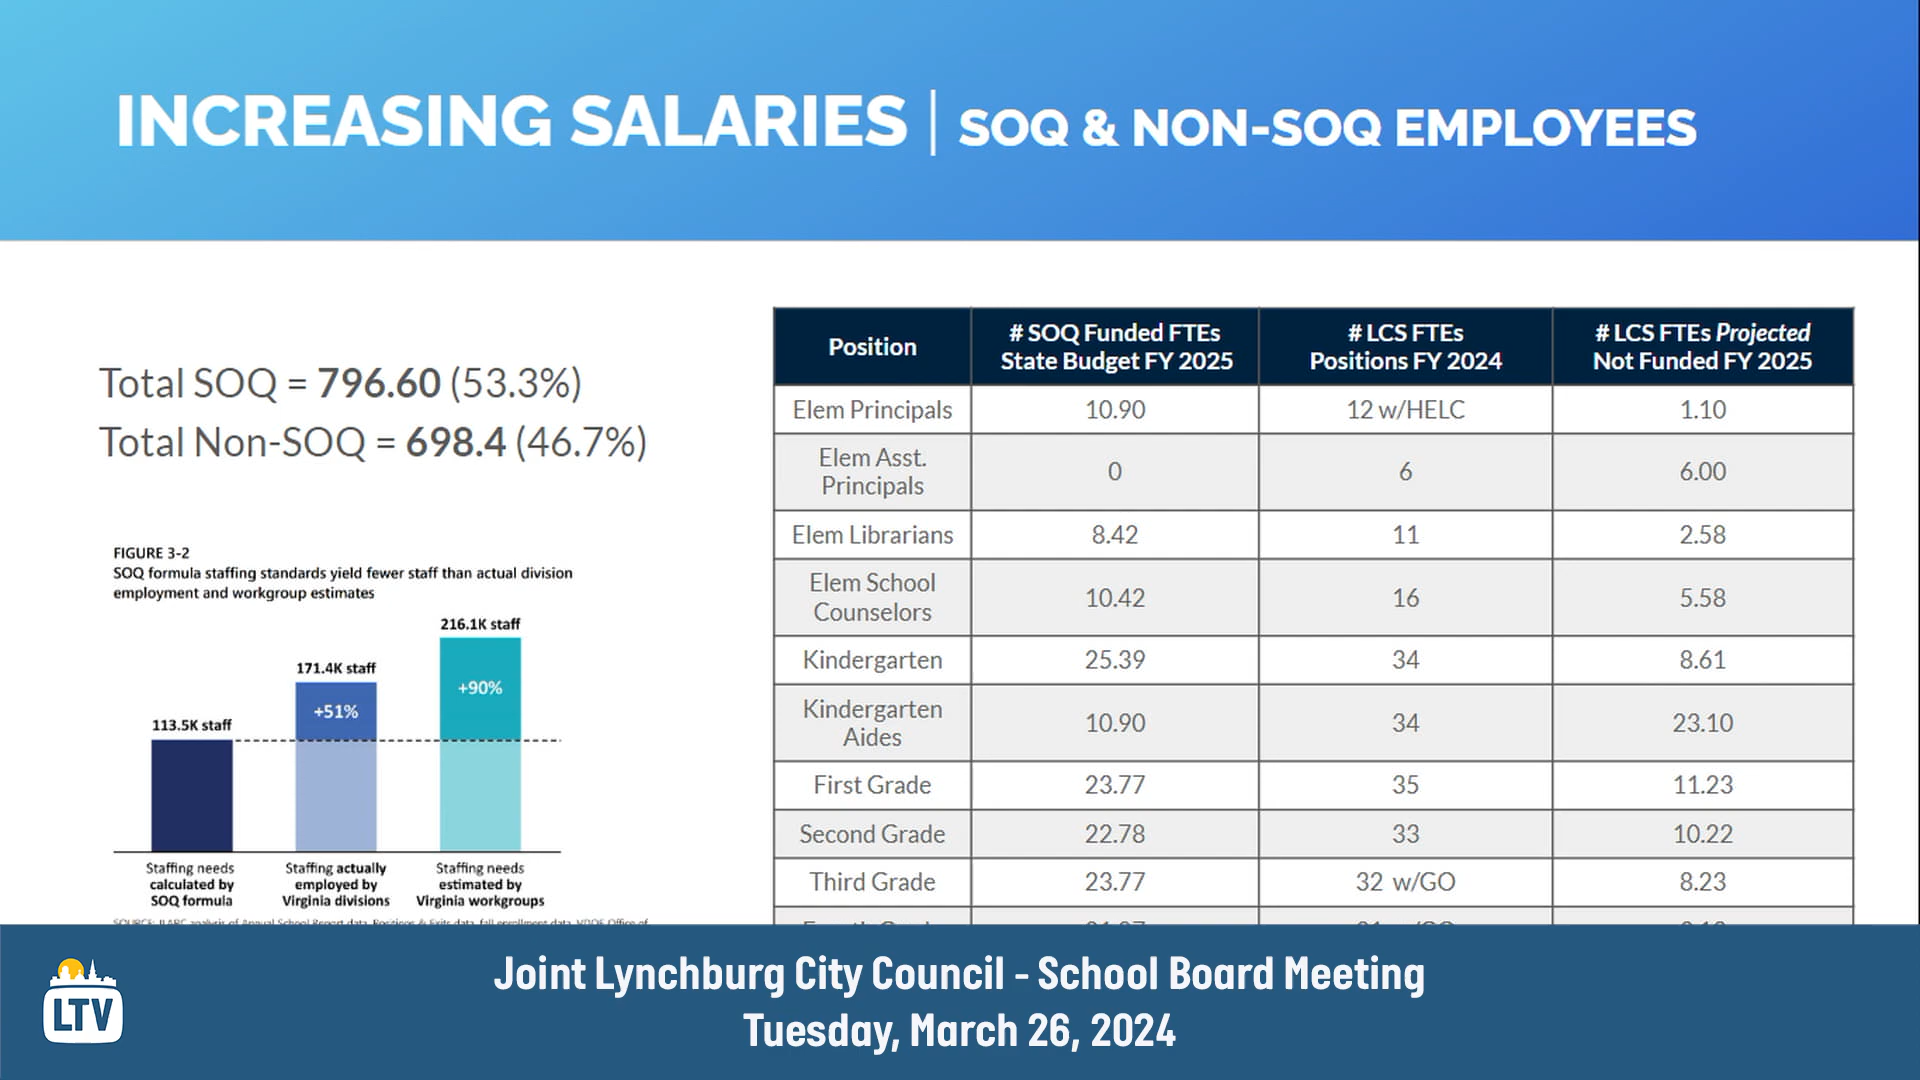 INCREASING SALARIES | SOQ & NON-SOQ EMPLOYEES
Total SOQ = 796.60 (53.3%)
Total Non-SOQ = 698.4 (46.7%)
FIGURE 3-2
SOQ formula staffing standards yield fewer staff than actual division
employment and workgroup estimates
216.1K staff
171.4K staff
+90%
+51%
113.5K staff
Staffing needs
calculated by
SOQ formula
Staffing actually
employed by
Virginia divisions
Staffing needs
estimated by
Virginia workgroups
Position
# SOQ Funded FTEs
State Budget FY 2025
# LCS FTEs
Positions FY 2024
# LCS FTEs Projected
Not Funded FY 2025
Elem Principals 10.90 12 w/HELC 1.10
Elem Asst.
Principals
0 6 6.00
Elem Librarians 8.42 11 2.58
Elem School
Counselors
10.42 16 5.58
Kindergarten 25.39 34 8.61
Kindergarten
Aides
10.90 34 23.10
First Grade 23.77 35 11.23
Second Grade 22.78 33 10.22
Third Grade 23.77 32 w/GO 8.23
LTV
Joint Lynchburg City Council - School Board Meeting
Tuesday, March 26, 2024